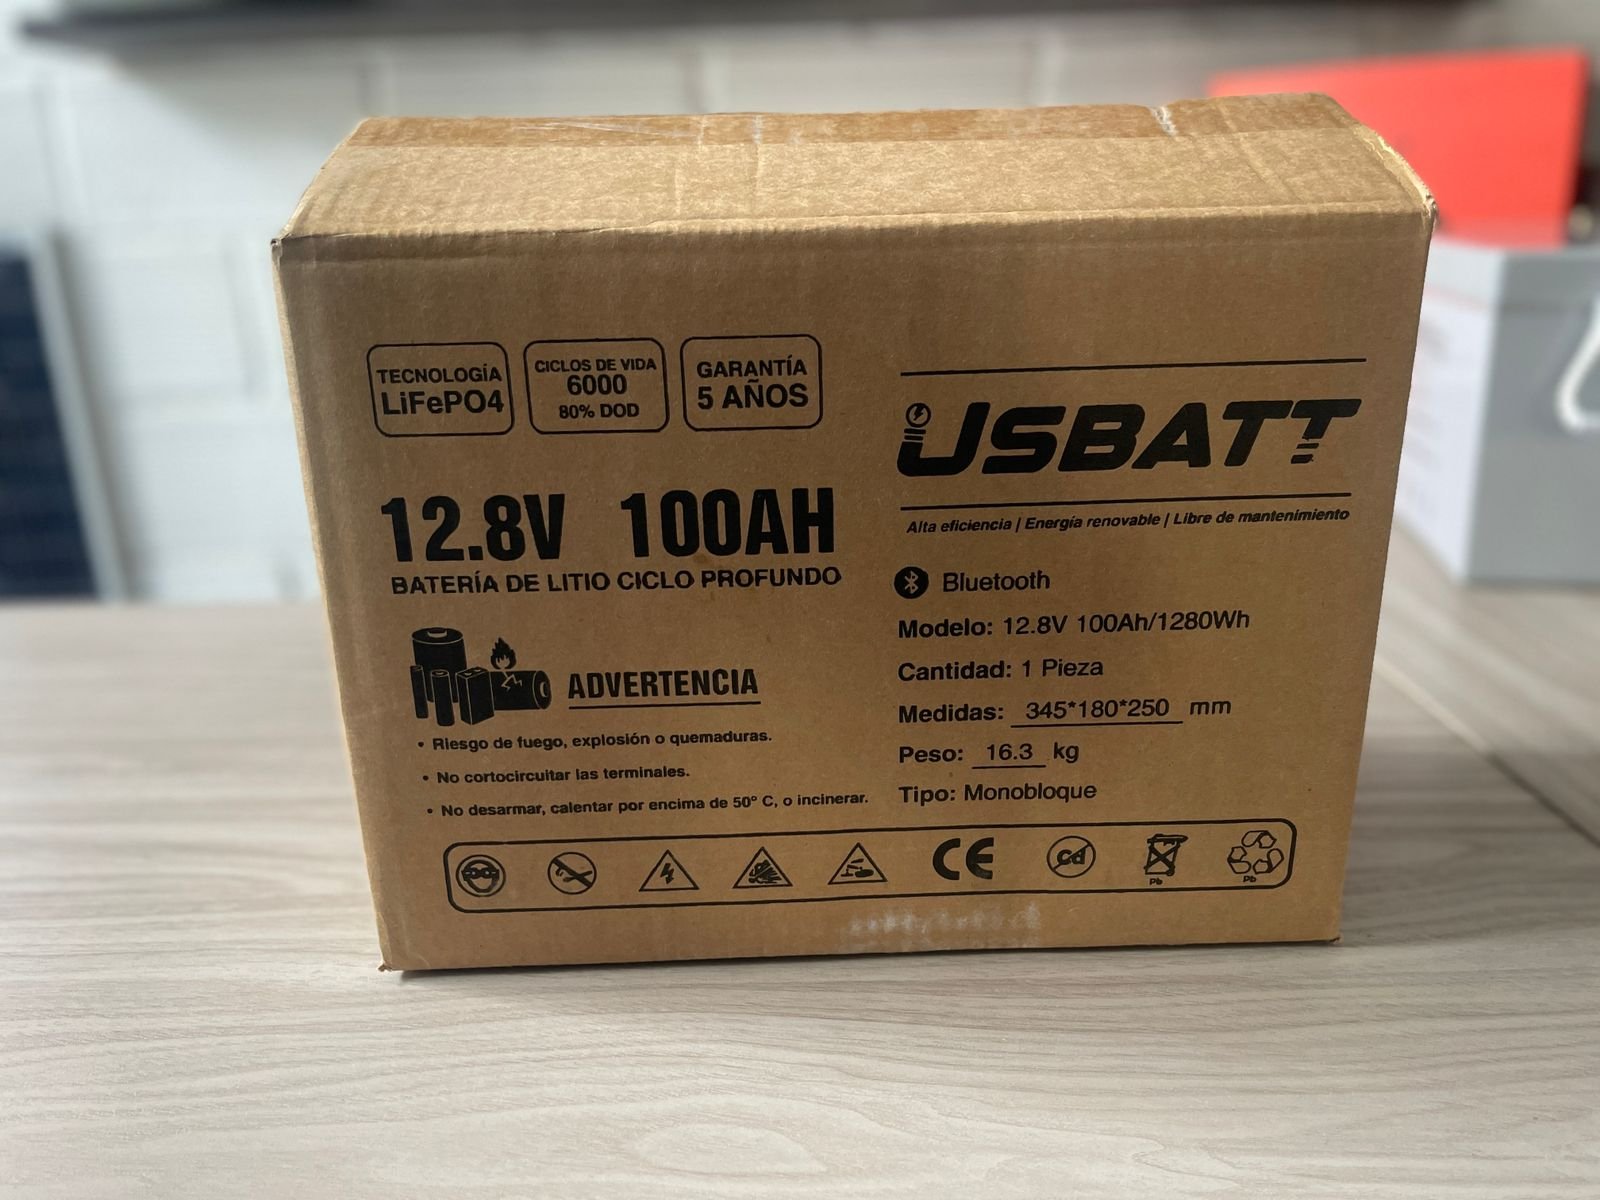 TECNOLOGÍA
LiFePO4
CICLOS DE VIDA
6000
80% DOD
GARANTÍA
5 AÑOS
12.8V 100AH
BATERÍA DE LITIO CICLO PROFUNDO
ADVERTENCIA
• Riesgo de fuego, explosión o quemaduras.
• No cortocircuitar las terminales.
• No desarmar, calentar por encima de 50° C, o incinerar.
USBATT
Alta eficiencia | Energía renovable | Libre de mantenimiento
Bluetooth
Modelo: 12.8V 100Ah/1280Wh
Cantidad: 1 Pieza
Medidas: 345*180*250 mm
Peso: 16.3 kg
Tipo: Monobloque
CE
Cd
Pb
Pb